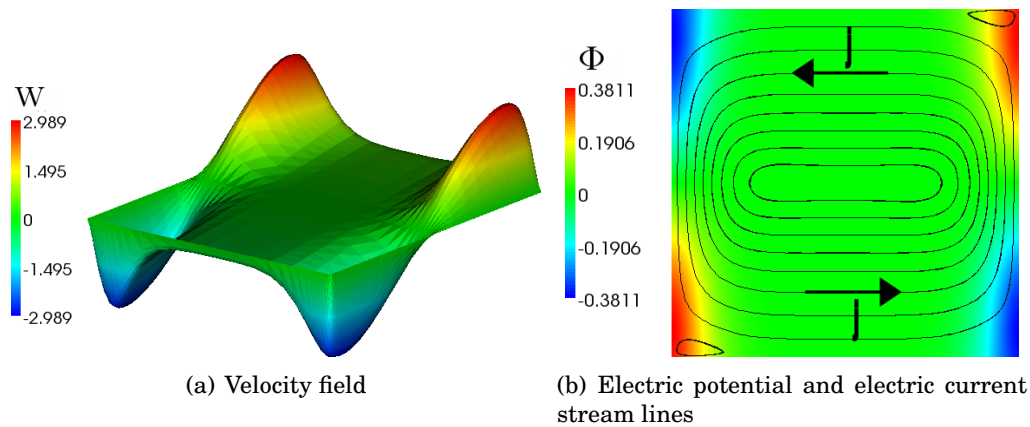 W
2.989
1.495
0
-1.495
-2.989
(a) Velocity field
Φ
0.3811
0.1906
0
-0.1906
-0.3811
j
j
(b) Electric potential and electric current
stream lines